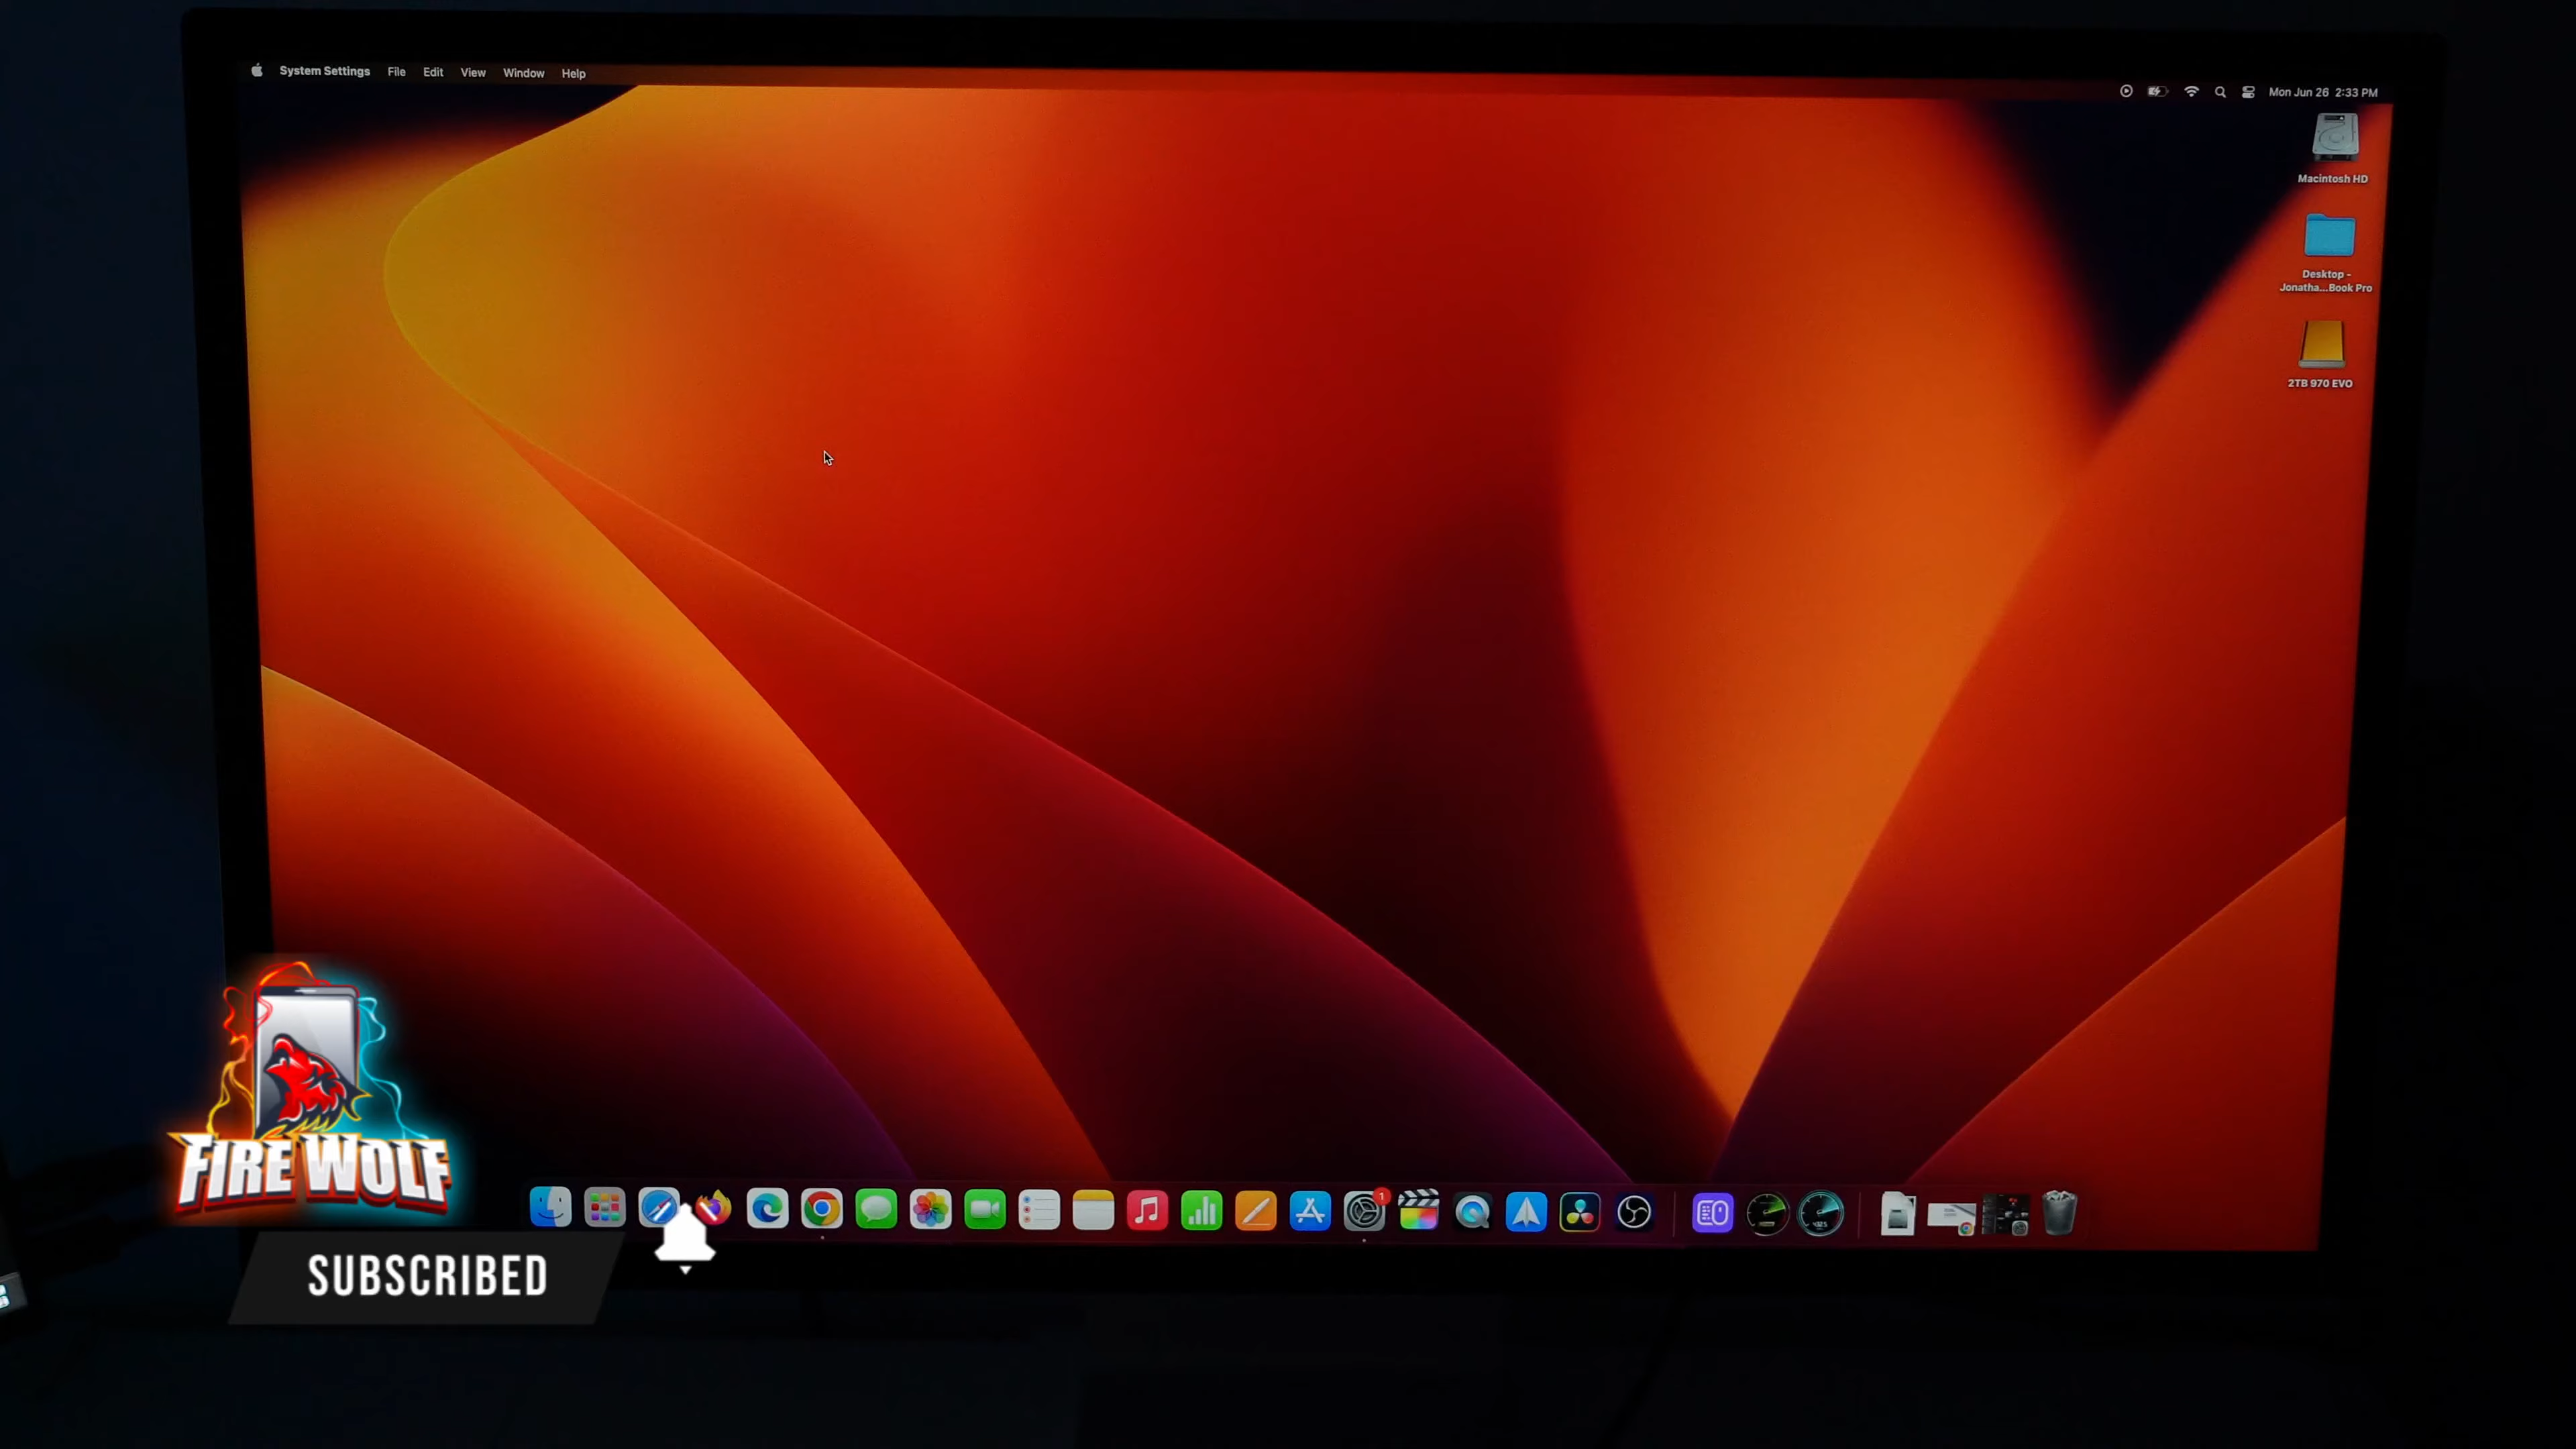 System Settings File Edit View Window Help
Mon Jun 26 2:33 PM
Macintosh HD
Desktop -
Jonatha...Book Pro
2TB 970 EVO
1
FIRE WOLF
SUBSCRIBED